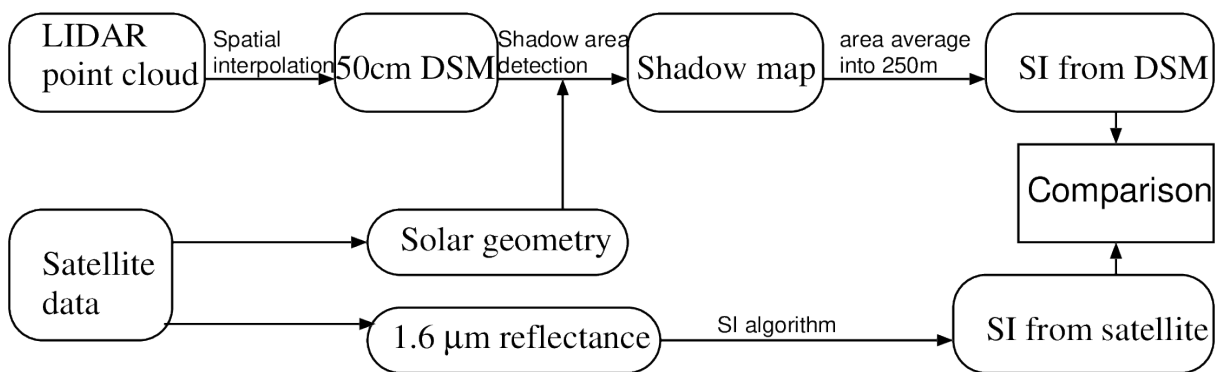 LIDAR
point cloud
Spatial
interpolation
50cm DSM
Shadow area
detection
Shadow map
area average
into 250m
SI from DSM
Comparison
Satellite
data
Solar geometry
1.6 μm reflectance
SI algorithm
SI from satellite